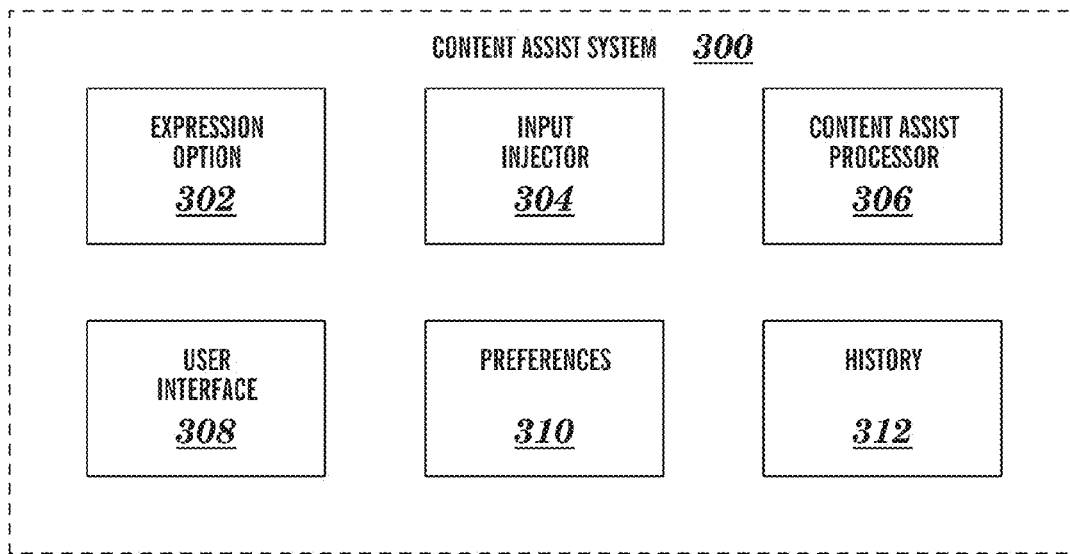 CONTENT ASSIST SYSTEM 300
EXPRESSION
OPTION
302
INPUT
INJECTOR
304
CONTENT ASSIST
PROCESSOR
306
USER
INTERFACE
308
PREFERENCES
310
HISTORY
312